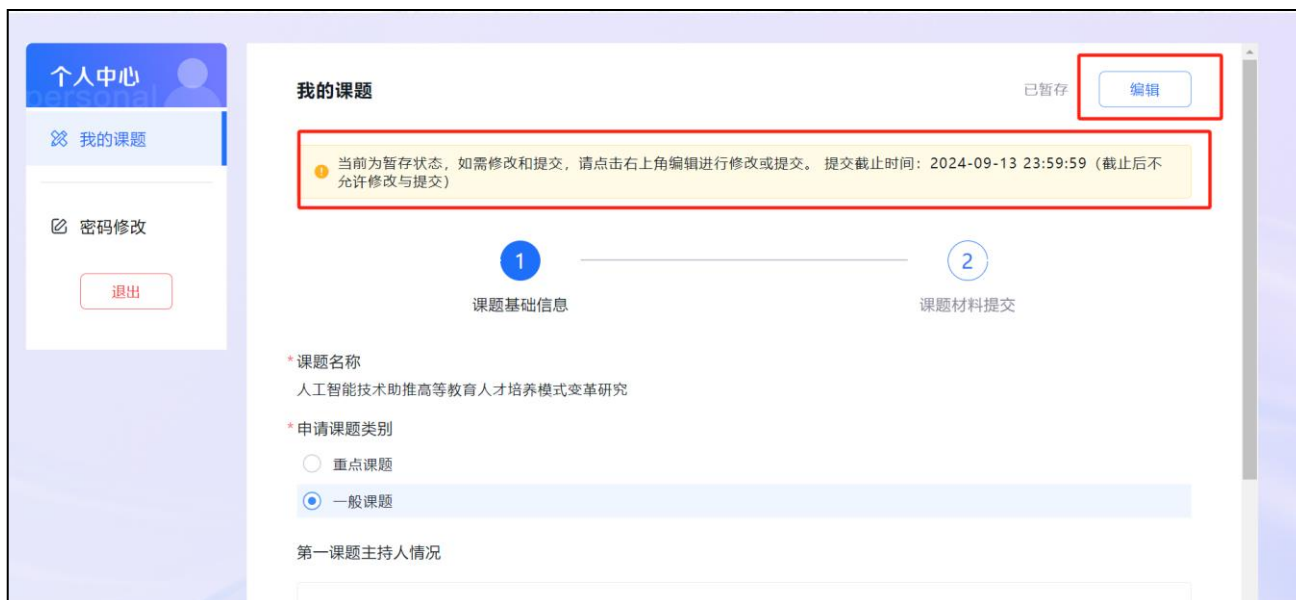 个人中心
personal
我的课题
密码修改
退出
我的课题
已暂存
编辑
当前为暂存状态，如需修改和提交，请点击右上角编辑进行修改或提交。 提交截止时间：2024-09-13 23:59:59（截止后不
允许修改与提交）
1
2
课题基础信息
课题材料提交
*课题名称
人工智能技术助推高等教育人才培养模式变革研究
*申请课题类别
重点课题
一般课题
第一课题主持人情况